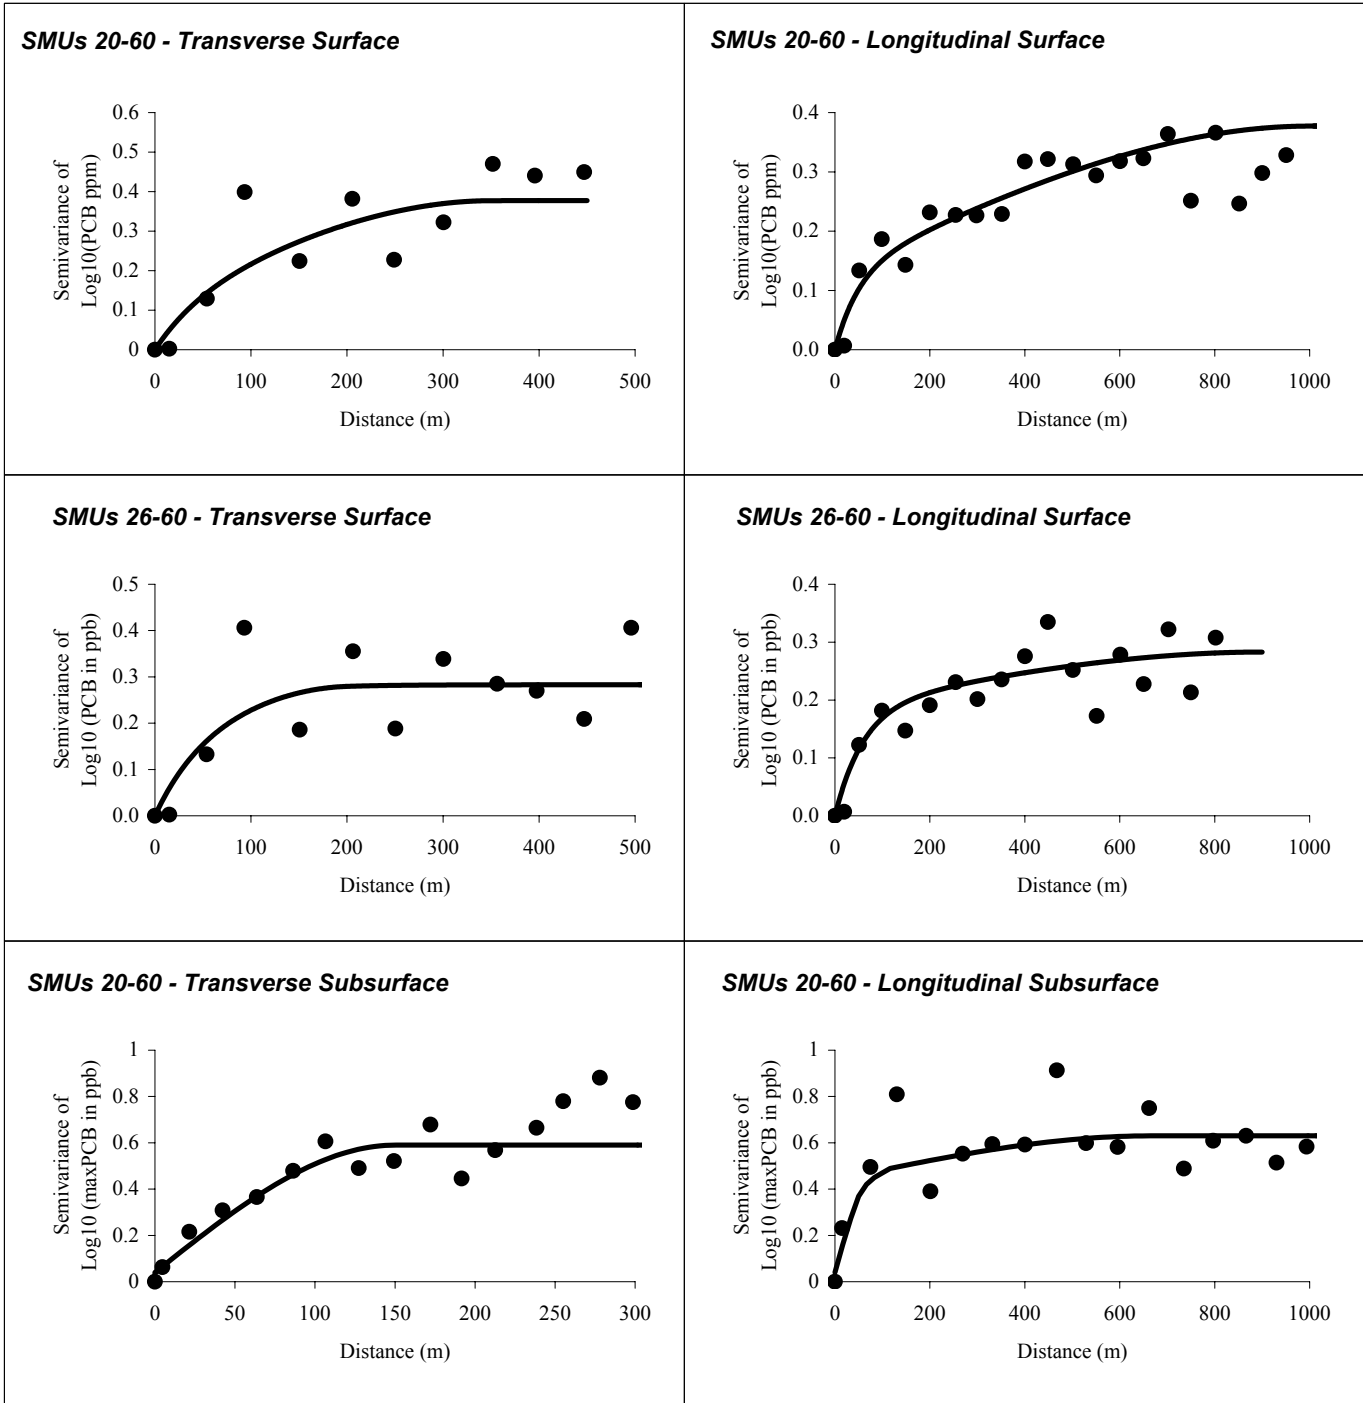 SMUs 20-60 - Transverse Surface
Semivariance of
Log10(PCB ppm)
0.6
0.5
0.4
0.3
0.2
0.1
0
0 100 200 300 400 500
Distance (m)
SMUs 20-60 - Longitudinal Surface
Semivariance of
Log10(PCB ppm)
0.4
0.3
0.2
0.1
0.0
0 200 400 600 800 1000
Distance (m)
SMUs 26-60 - Transverse Surface
Semivariance of
Log10 (PCB in ppb)
0.5
0.4
0.3
0.2
0.1
0.0
0 100 200 300 400 500
Distance (m)
SMUs 26-60 - Longitudinal Surface
Semivariance of
Log10 (PCB in ppb)
0.4
0.3
0.2
0.1
0.0
0 200 400 600 800 1000
Distance (m)
SMUs 20-60 - Transverse Subsurface
Semivariance of
Log10 (maxPCB in ppb)
1
0.8
0.6
0.4
0.2
0
0 50 100 150 200 250 300
Distance (m)
SMUs 20-60 - Longitudinal Subsurface
Semivariance of
Log10 (maxPCB in ppb)
1
0.8
0.6
0.4
0.2
0
0 200 400 600 800 1000
Distance (m)